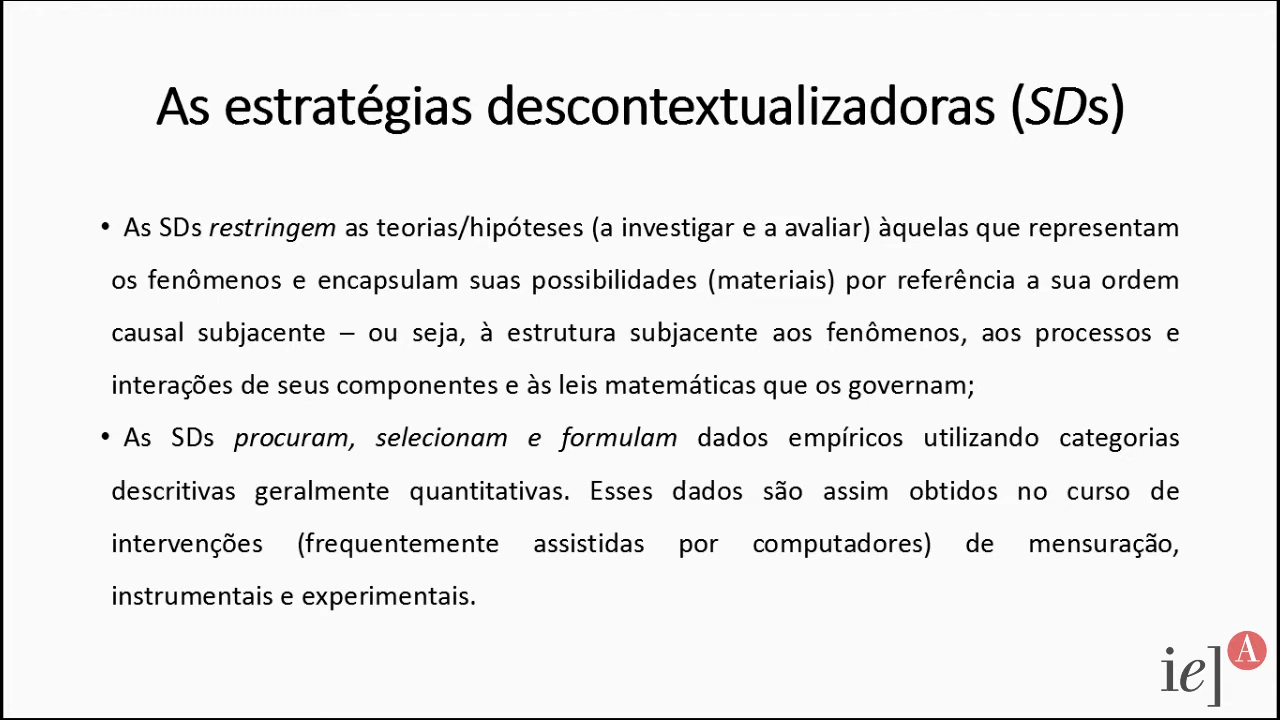 As estratégias descontextualizadoras (SDs)
• As SDs restringem as teorias/hipóteses (a investigar e a avaliar) àquelas que representam
os fenômenos e encapsulam suas possibilidades (materiais) por referência a sua ordem
causal subjacente – ou seja, à estrutura subjacente aos fenômenos, aos processos e
interações de seus componentes e às leis matemáticas que os governam;
• As SDs procuram, selecionam e formulam dados empíricos utilizando categorias
descritivas geralmente quantitativas. Esses dados são assim obtidos no curso de
intervenções (frequentemente assistidas por computadores) de mensuração,
instrumentais e experimentais.
ie] A